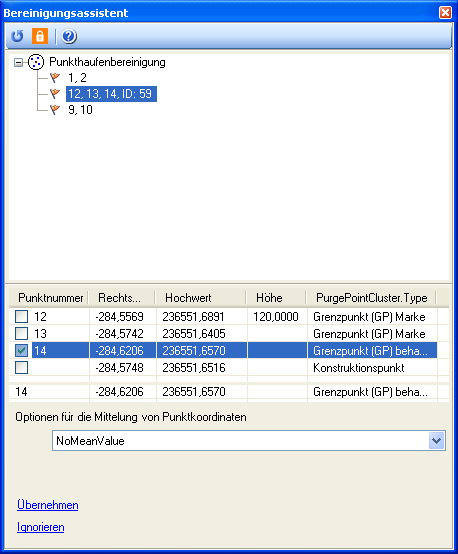 Bereinigungsassistent
Punkthaufenbereinigung
1, 2
12, 13, 14, ID: 59
9, 10
Punktnummer Rechts... Hochwert Höhe PurgePointCluster.Type
12 -284,5569 236551,6891 120,0000 Grenzpunkt (GP) Marke
13 -284,5742 236551,6405 Grenzpunkt (GP) Marke
14 -284,6206 236551,6570 Grenzpunkt (GP) beha...
-284,5748 236551,6516 Konstruktionspunkt
14 -284,6206 236551,6570 Grenzpunkt (GP) beha...
Optionen für die Mittelung von Punktkoordinaten
NoMeanValue
Übernehmen
Ignorieren